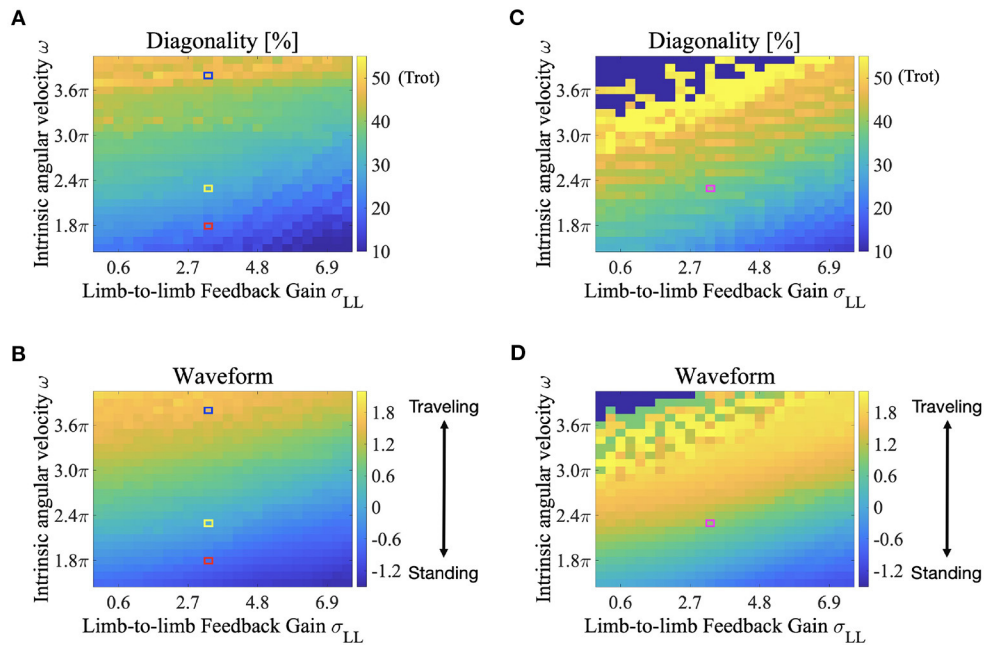 A
Diagonality [%]
Intrinsic angular velocity ω
3.6π
3.0π
2.4π
1.8π
0.6
2.7
4.8
6.9
Limb-to-limb Feedback Gain σLL
50 (Trot)
40
30
20
10
C
Diagonality [%]
Intrinsic angular velocity ω
3.6π
3.0π
2.4π
1.8π
0.6
2.7
4.8
6.9
Limb-to-limb Feedback Gain σLL
50 (Trot)
40
30
20
10
B
Waveform
Intrinsic angular velocity ω
3.6π
3.0π
2.4π
1.8π
0.6
2.7
4.8
6.9
Limb-to-limb Feedback Gain σLL
1.8
1.2
0.6
0
-0.6
-1.2
Traveling
Standing
D
Waveform
Intrinsic angular velocity ω
3.6π
3.0π
2.4π
1.8π
0.6
2.7
4.8
6.9
Limb-to-limb Feedback Gain σLL
1.8
1.2
0.6
0
-0.6
-1.2
Traveling
Standing